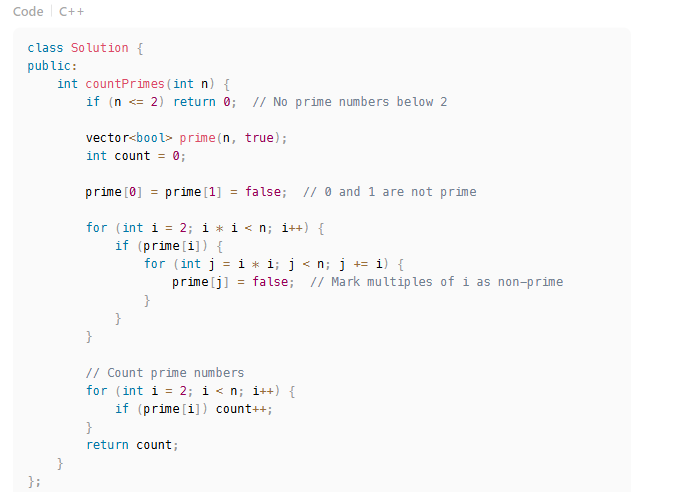 Code | C++
class Solution {
public:
    int countPrimes(int n) {
        if (n <= 2) return 0;  // No prime numbers below 2

        vector<bool> prime(n, true);
        int count = 0;

        prime[0] = prime[1] = false;  // 0 and 1 are not prime

        for (int i = 2; i * i < n; i++) {
            if (prime[i]) {
                for (int j = i * i; j < n; j += i) {
                    prime[j] = false;  // Mark multiples of i as non-prime
                }
            }
        }

        // Count prime numbers
        for (int i = 2; i < n; i++) {
            if (prime[i]) count++;
        }
        return count;
    }
};